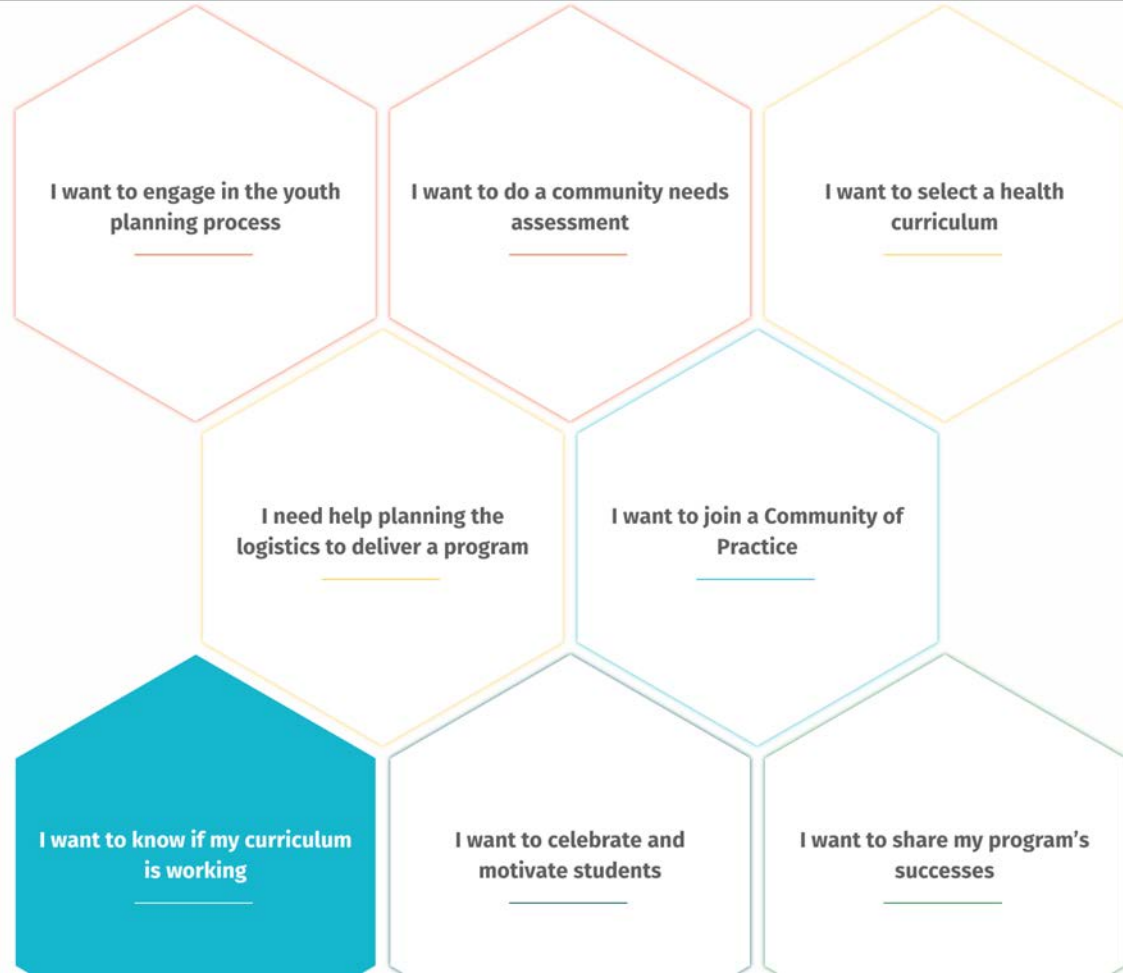 I want to engage in the youth
planning process
I want to do a community needs
assessment
I want to select a health
curriculum
I need help planning the
logistics to deliver a program
I want to join a Community of
Practice
I want to know if my curriculum
is working
I want to celebrate and
motivate students
I want to share my program’s
successes